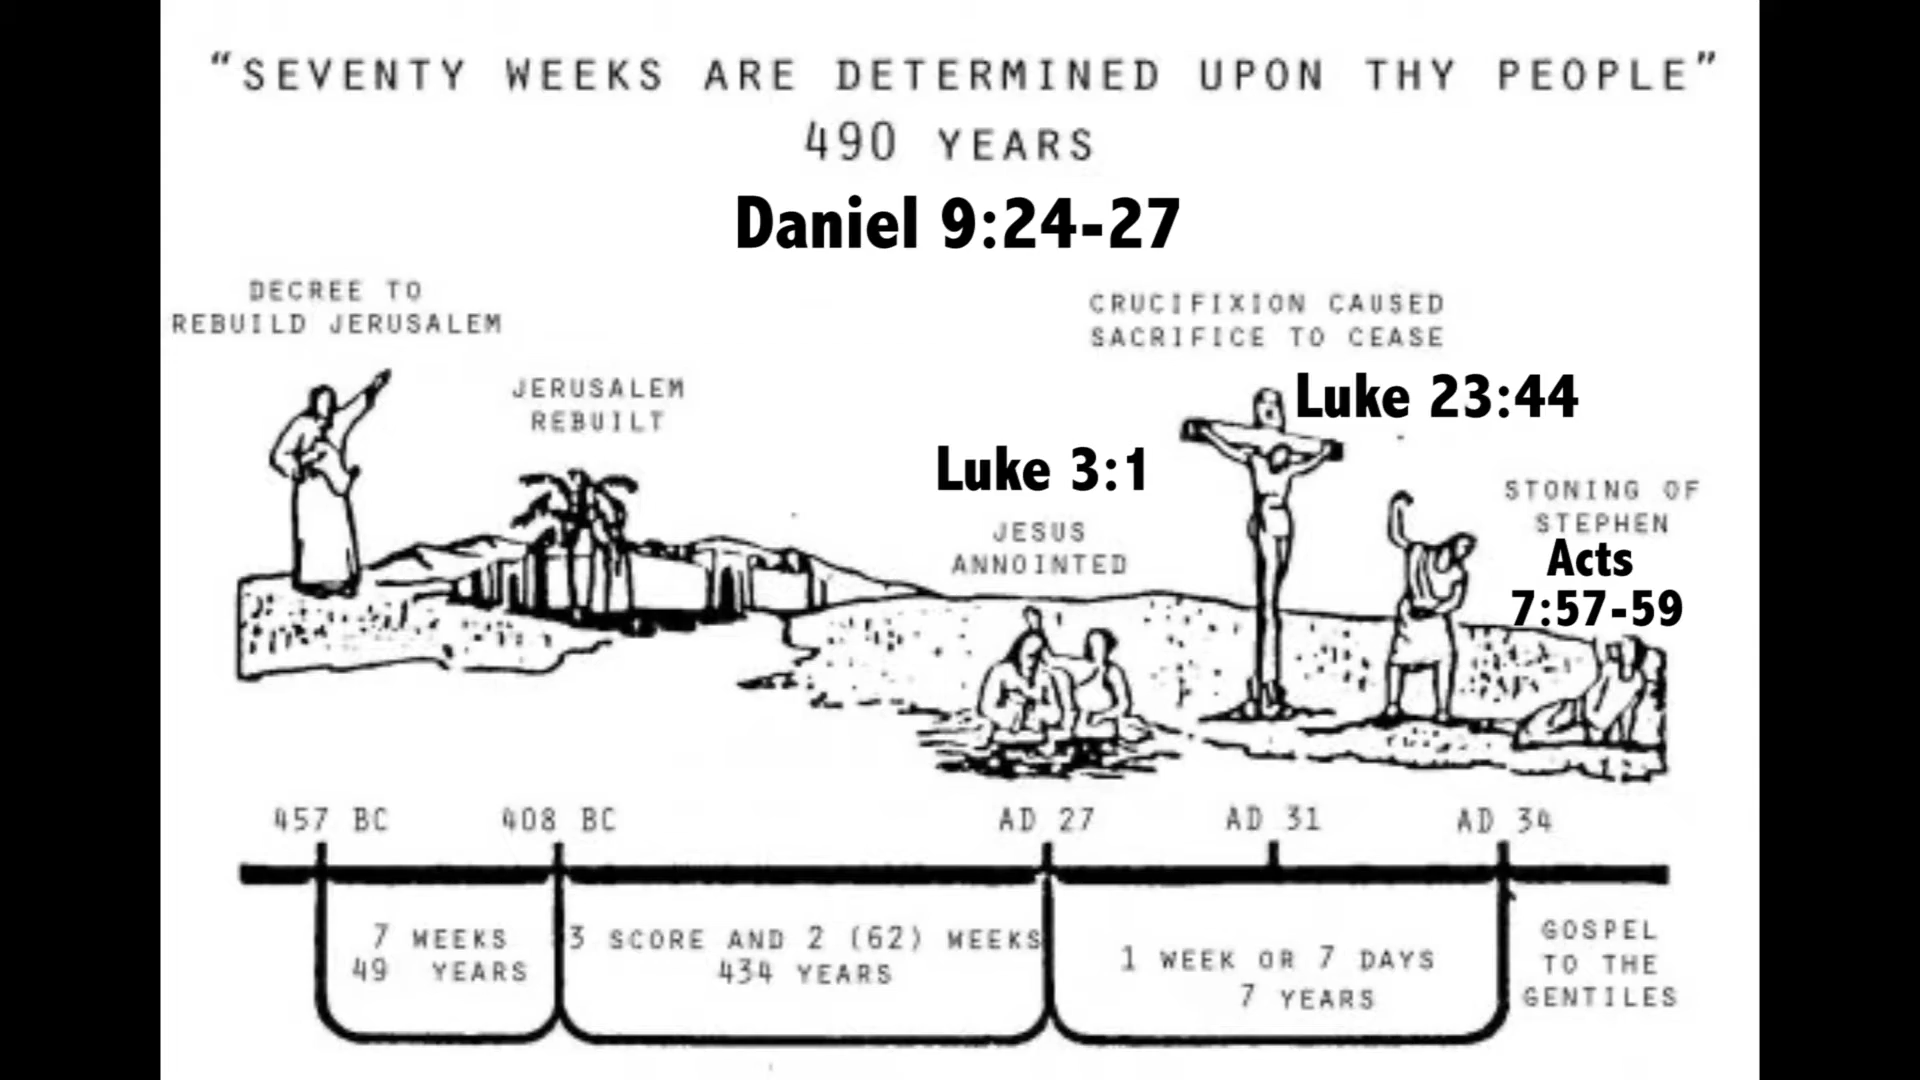 “SEVENTY WEEKS ARE DETERMINED UPON THY PEOPLE”
490 YEARS
Daniel 9:24-27
DECREE TO
REBUILD JERUSALEM
JERUSALEM
REBUILT
CRUCIFIXION CAUSED
SACRIFICE TO CEASE
Luke 23:44
Luke 3:1
JESUS
ANNOINTED
STONING OF
STEPHEN
Acts
7:57-59
457 BC
408 BC
AD 27
AD 31
AD 34
7 WEEKS
49 YEARS
3 SCORE AND 2 (62) WEEKS
434 YEARS
1 WEEK OR 7 DAYS
7 YEARS
GOSPEL
TO THE
GENTILES